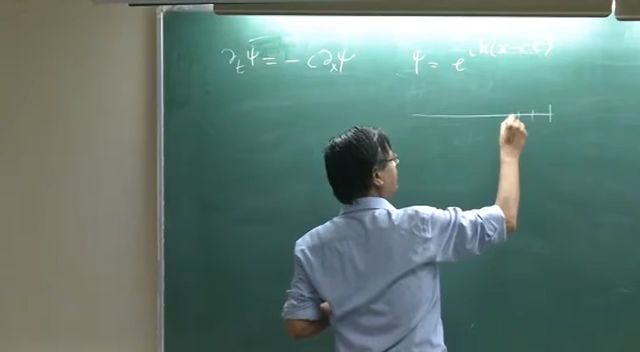 ∂ₜψ = -c∂ₓψ
ψ = e^{ik(x-ct)}